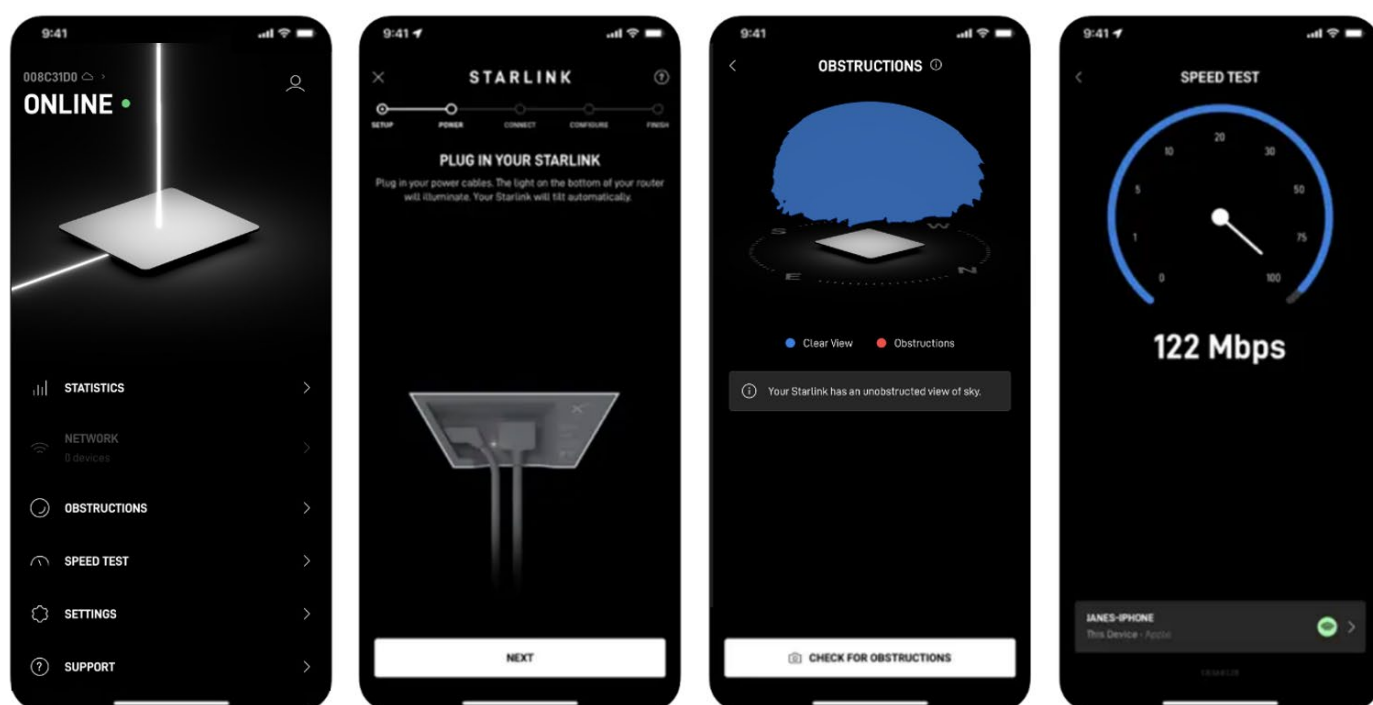 9:41
008C31D0
ONLINE
STATISTICS
NETWORK
0 devices
OBSTRUCTIONS
SPEED TEST
SETTINGS
SUPPORT
9:41
STARLINK
SETUP POWER CONNECT CONFIGURE FINISH
PLUG IN YOUR STARLINK
Plug in your power cables. The light on the bottom of your router
will illuminate. Your Starlink will tilt automatically.
NEXT
9:41
OBSTRUCTIONS
S W
E N
Clear View Obstructions
Your Starlink has an unobstructed view of sky.
CHECK FOR OBSTRUCTIONS
9:41
SPEED TEST
20
10 30
5 50
1 75
0 100
122 Mbps
JANES-IPHONE
This Device - Apple